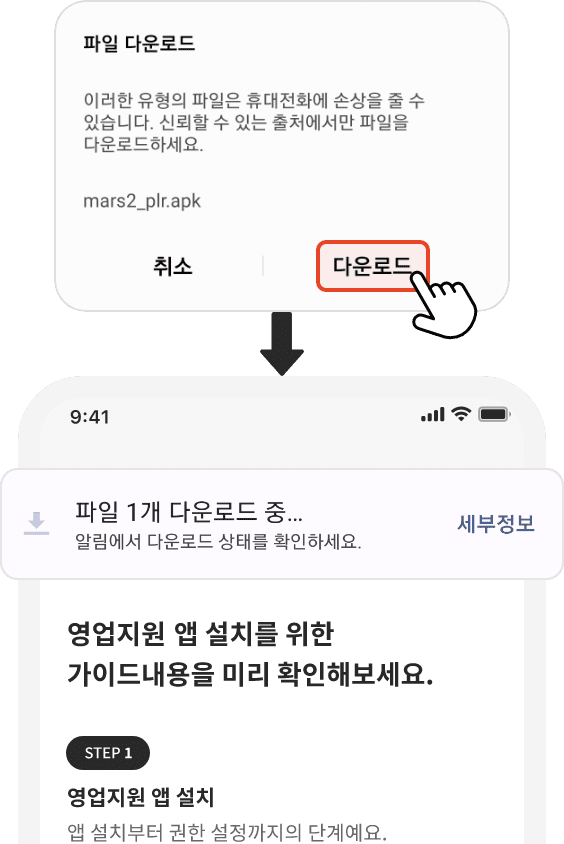 파일 다운로드
이러한 유형의 파일은 휴대전화에 손상을 줄 수
있습니다. 신뢰할 수 있는 출처에서만 파일을
다운로드하세요.
mars2_plr.apk
취소
다운로드
9:41
파일 1개 다운로드 중...
알림에서 다운로드 상태를 확인하세요.
세부정보
영업지원 앱 설치를 위한
가이드내용을 미리 확인해보세요.
STEP 1
영업지원 앱 설치
앱 설치부터 권한 설정까지의 단계예요.